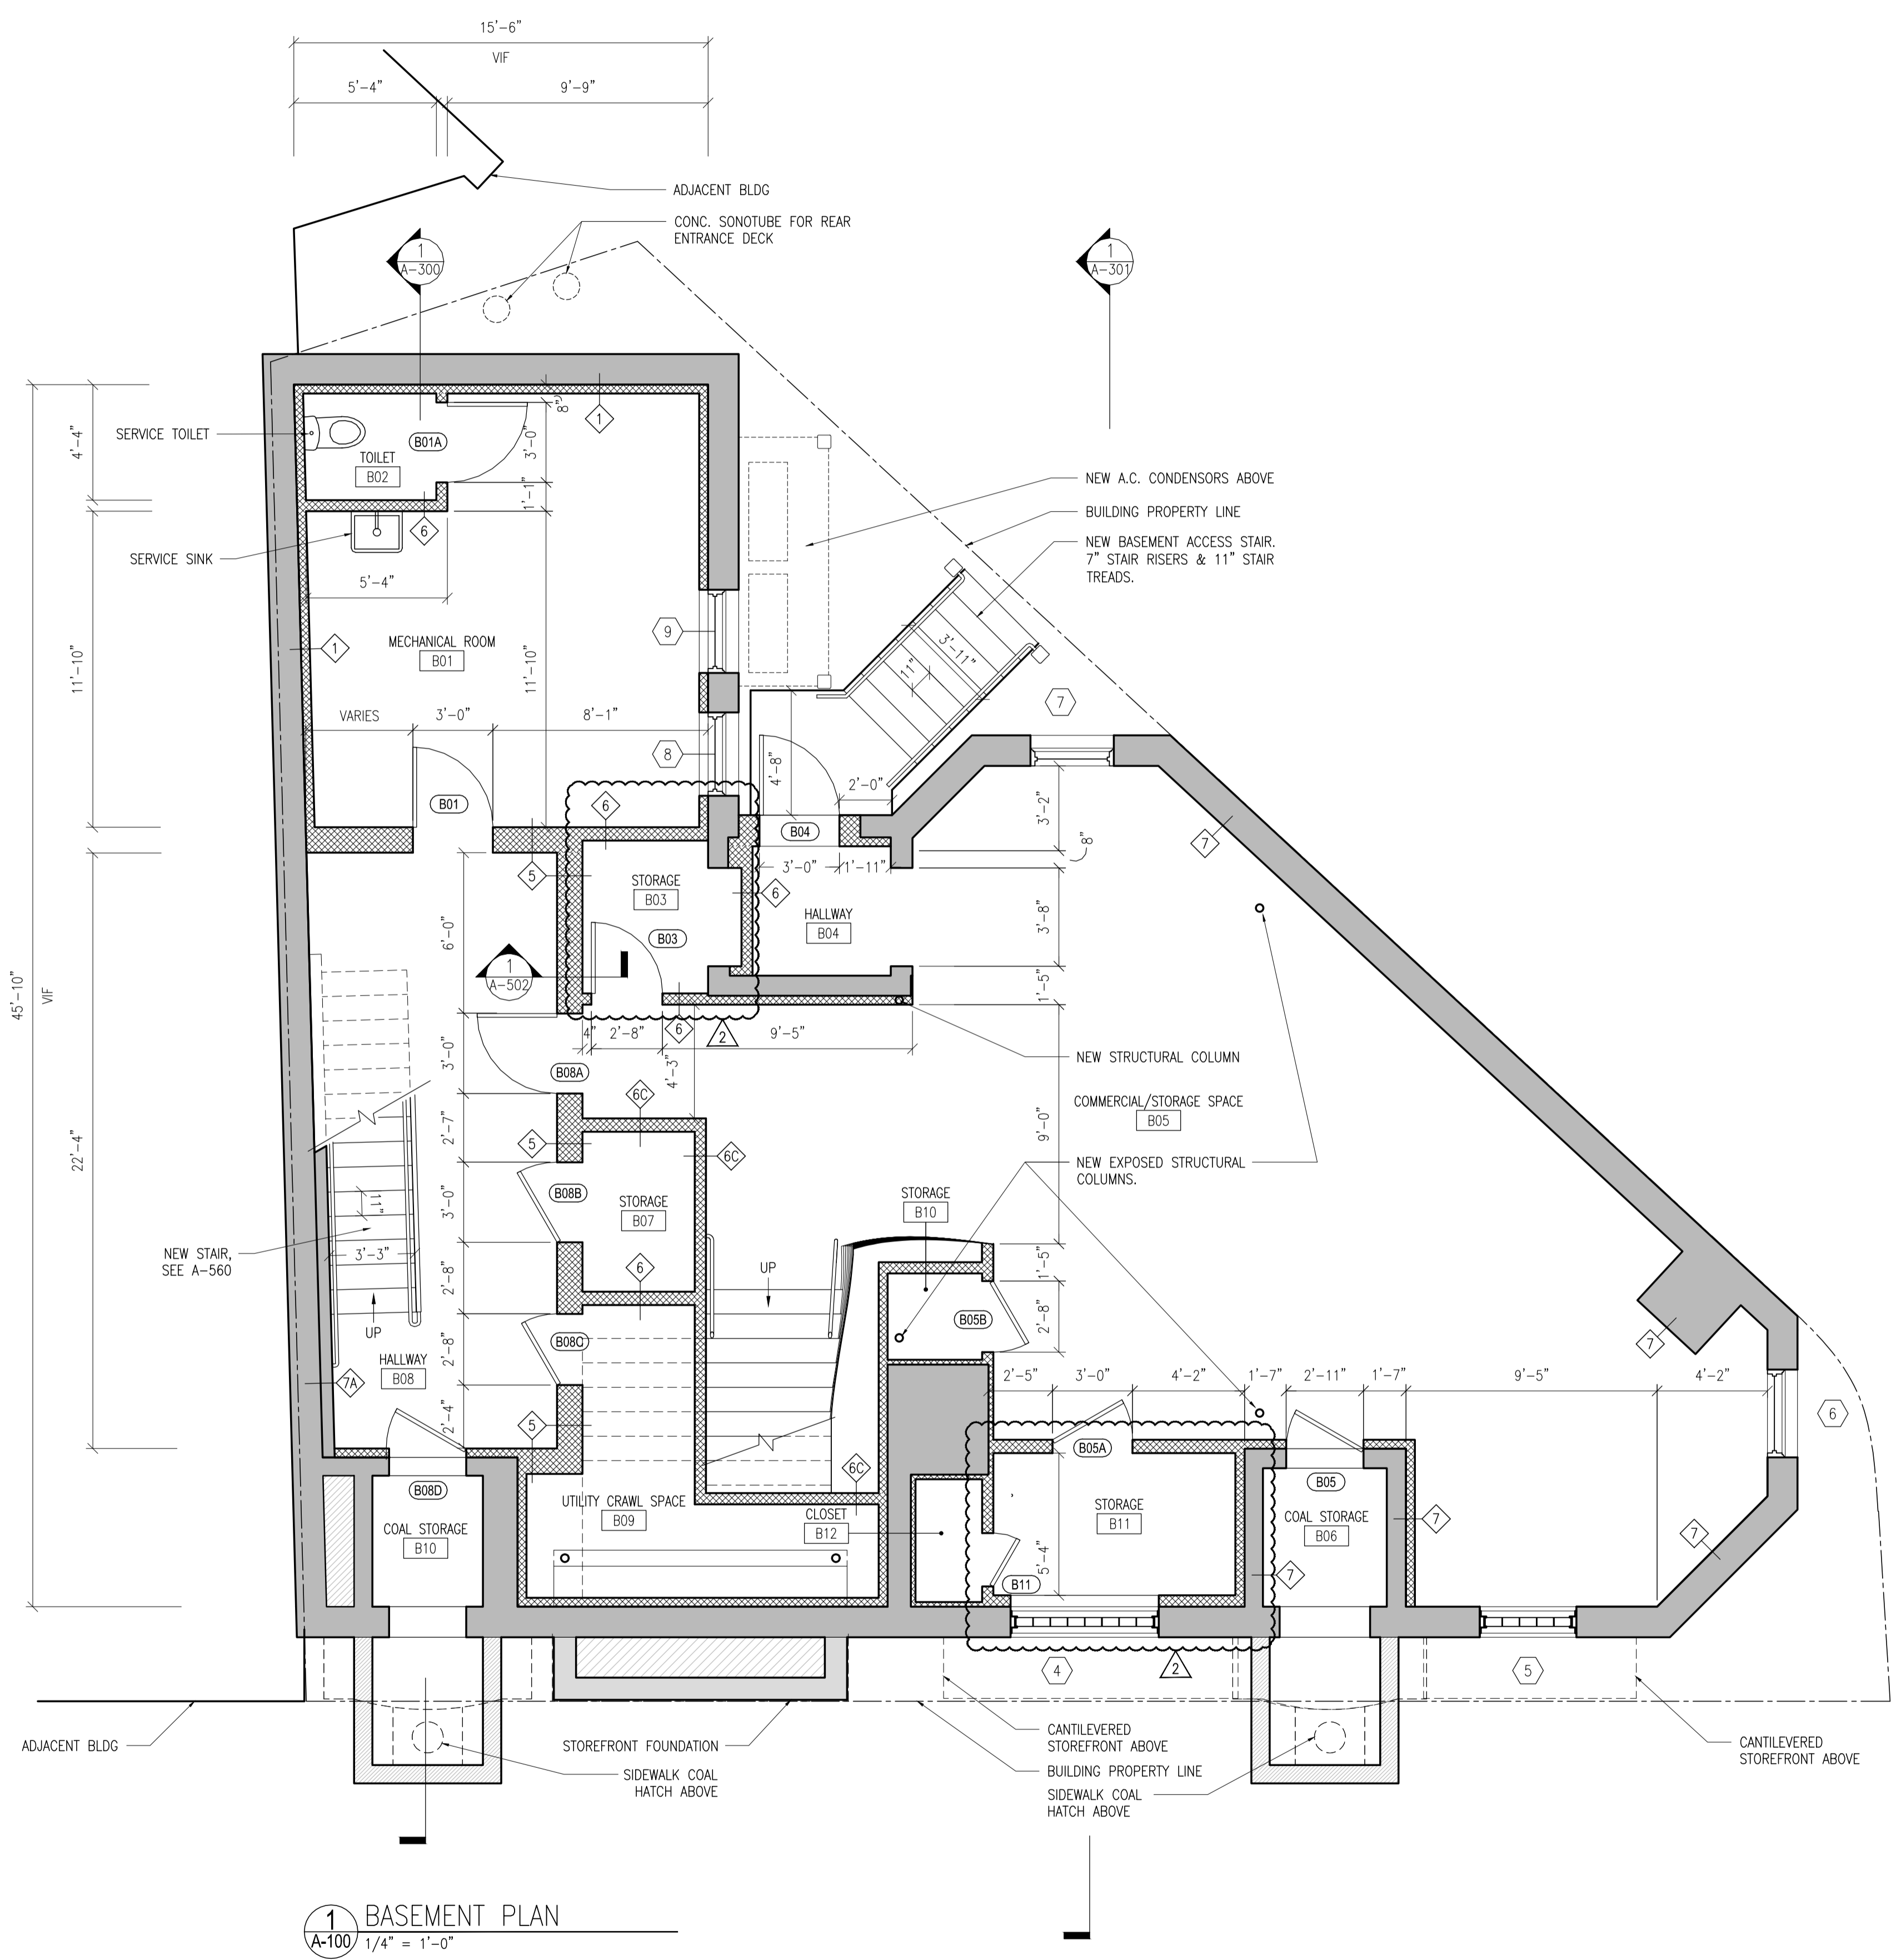 15'-6"
VIF
5'-4"
9'-9"
ADJACENT BLDG
CONC. SONOTUBE FOR REAR
ENTRANCE DECK
1
A-300
1
A-301
4'-4"
SERVICE TOILET
TOILET
B02
B01A
3'-0"
8"
1
1'-1"
6
SERVICE SINK
5'-4"
NEW A.C. CONDENSORS ABOVE
BUILDING PROPERTY LINE
NEW BASEMENT ACCESS STAIR.
7" STAIR RISERS & 11" STAIR
TREADS.
11'-10"
1
MECHANICAL ROOM
B01
11'-10"
9
3'-11"
11"
VARIES
3'-0"
8'-1"
8
7
4'-8"
2'-0"
B01
6
B04
3'-2"
8"
7
5
STORAGE
B03
6
3'-0"
1'-11"
HALLWAY
B04
3'-8"
6'-0"
B03
1
A-502
45'-10"
VIF
1'-5"
4"
2'-8"
6
2
9'-5"
3'-0"
B08A
4'-3"
NEW STRUCTURAL COLUMN
6C
COMMERCIAL/STORAGE SPACE
B05
9'-0"
2'-7"
5
6C
22'-4"
NEW EXPOSED STRUCTURAL
COLUMNS.
B08B
3'-0"
STORAGE
B07
STORAGE
B10
11"
NEW STAIR,
SEE A-560
3'-3"
6
UP
1'-5"
2'-8"
UP
B05B
2'-8"
7
HALLWAY
B08
2'-8"
B08C
7A
2'-5"
3'-0"
4'-2"
1'-7"
2'-11"
1'-7"
9'-5"
4'-2"
6
2'-4"
5
B05A
6C
B08D
B05
COAL STORAGE
B10
UTILITY CRAWL SPACE
B09
CLOSET
B12
STORAGE
B11
COAL STORAGE
B06
7
7
5'-4"
B11
7
4
2
5
ADJACENT BLDG
STOREFRONT FOUNDATION
CANTILEVERED
STOREFRONT ABOVE
CANTILEVERED
STOREFRONT ABOVE
SIDEWALK COAL
HATCH ABOVE
BUILDING PROPERTY LINE
SIDEWALK COAL
HATCH ABOVE
1
A-100
BASEMENT PLAN
1/4" = 1'-0"